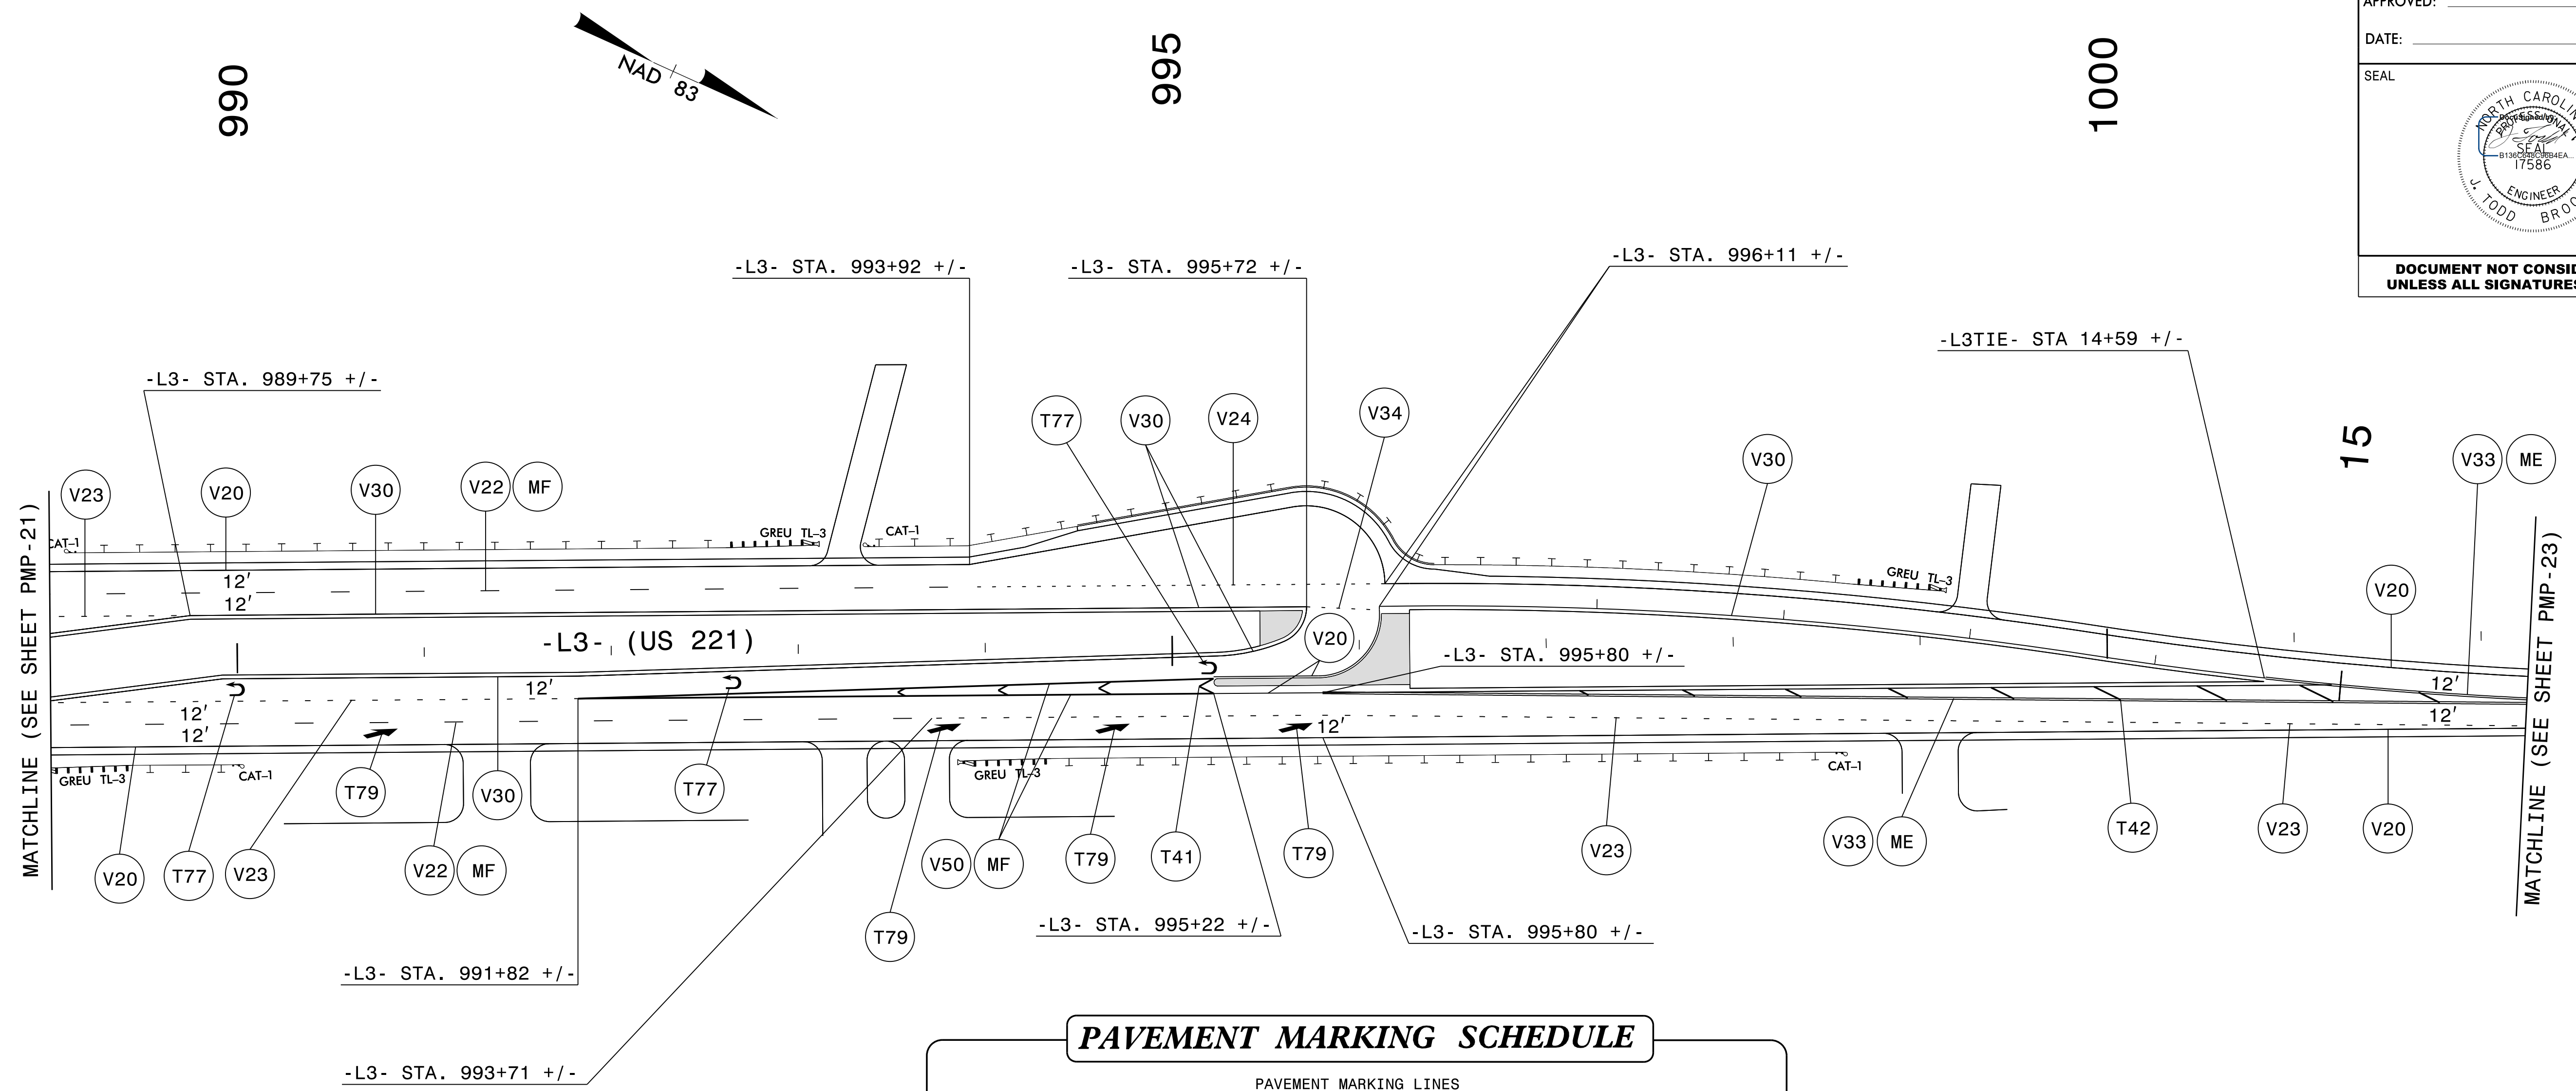 APPROVED:
DATE:
SEAL
NORTH CAROLIN
PROFESSIONAL
DocuSigned by
SEAL
17586
ENGINEER
J. TODD BROO
DOCUMENT NOT CONSID
UNLESS ALL SIGNATURES
990
NAD 83
995
1000
15
-L3- STA. 993+92 +/-
-L3- STA. 995+72 +/-
-L3- STA. 996+11 +/-
-L3TIE- STA 14+59 +/-
-L3- STA. 989+75 +/-
T77
V30
V24
V34
V30
V33
ME
V23
V20
V30
V22
MF
CAT-1
GREU TL-3
CAT-1
GREU TL-3
V20
12'
12'
-L3- (US 221)
V20
-L3- STA. 995+80 +/-
12'
12'
12'
12'
12'
12'
12'
MATCHLINE (SEE SHEET PMP-21)
MATCHLINE (SEE SHEET PMP-23)
GREU TL-3
CAT-1
GREU TL-3
CAT-1
T79
V30
T77
V20
T77
V23
V22
MF
V50
MF
T79
T41
T79
V23
V33
ME
T42
V23
V20
T79
-L3- STA. 995+22 +/-
-L3- STA. 995+80 +/-
-L3- STA. 991+82 +/-
-L3- STA. 993+71 +/-
PAVEMENT MARKING SCHEDULE
PAVEMENT MARKING LINES